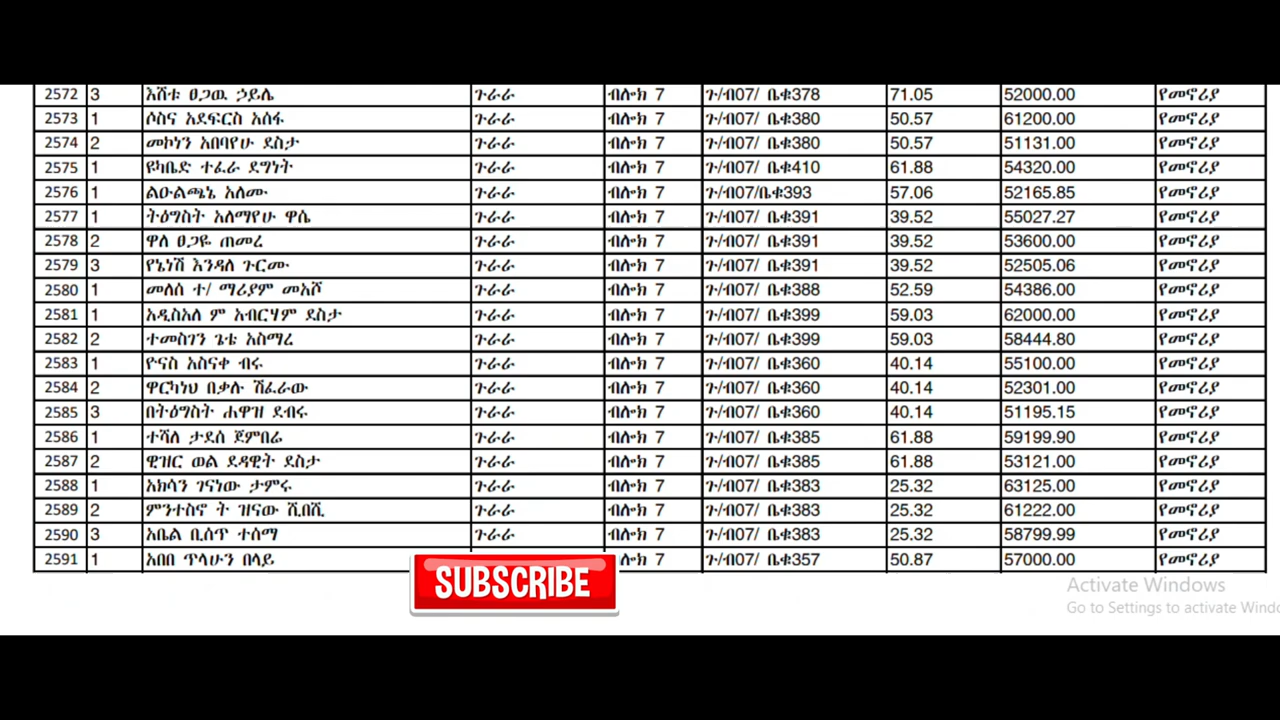 2572 3 እሸቱ ፀጋዉ ኃይሌ ጉራራ ብሎክ 7 ጉ/ብ07/ ቤቁ378 71.05 52000.00 የመኖሪያ
2573 1 ሶስና አደፍርስ አሰፋ ጉራራ ብሎክ 7 ጉ/ብ07/ ቤቁ380 50.57 61200.00 የመኖሪያ
2574 2 መኮነን አበባየሁ ደስታ ጉራራ ብሎክ 7 ጉ/ብ07/ ቤቁ380 50.57 51131.00 የመኖሪያ
2575 1 ዩካቤድ ተፈራ ደግነት ጉራራ ብሎክ 7 ጉ/ብ07/ ቤቁ410 61.88 54320.00 የመኖሪያ
2576 1 ልዑልጫኔ አለሙ ጉራራ ብሎክ 7 ጉ/ብ07/ቤቁ393 57.06 52165.85 የመኖሪያ
2577 1 ትዕግስት አለማየሁ ዋሴ ጉራራ ብሎክ 7 ጉ/ብ07/ ቤቁ391 39.52 55027.27 የመኖሪያ
2578 2 ዋለ ፀጋዬ ጠመረ ጉራራ ብሎክ 7 ጉ/ብ07/ ቤቁ391 39.52 53600.00 የመኖሪያ
2579 3 የኔነሽ እንዳለ ጉርሙ ጉራራ ብሎክ 7 ጉ/ብ07/ ቤቁ391 39.52 52505.06 የመኖሪያ
2580 1 መለሰ ተ/ ማሪያም መአሾ ጉራራ ብሎክ 7 ጉ/ብ07/ ቤቁ388 52.59 54386.00 የመኖሪያ
2581 1 አዲስአለ ም አብርሃም ደስታ ጉራራ ብሎክ 7 ጉ/ብ07/ ቤቁ399 59.03 62000.00 የመኖሪያ
2582 2 ተመስገን ጌቱ አስማረ ጉራራ ብሎክ 7 ጉ/ብ07/ ቤቁ399 59.03 58444.80 የመኖሪያ
2583 1 ዮናስ አስናቀ ብሩ ጉራራ ብሎክ 7 ጉ/ብ07/ ቤቁ360 40.14 55100.00 የመኖሪያ
2584 2 ዋርካነህ በቃሉ ሽፈራው ጉራራ ብሎክ 7 ጉ/ብ07/ ቤቁ360 40.14 52301.00 የመኖሪያ
2585 3 በትዕግስት ሐዋዝ ደብሩ ጉራራ ብሎክ 7 ጉ/ብ07/ ቤቁ360 40.14 51195.15 የመኖሪያ
2586 1 ተሻለ ታደሰ ጀምበሬ ጉራራ ብሎክ 7 ጉ/ብ07/ ቤቁ385 61.88 59199.90 የመኖሪያ
2587 2 ዊዝር ወል ደዳዊት ደስታ ጉራራ ብሎክ 7 ጉ/ብ07/ ቤቁ385 61.88 53121.00 የመኖሪያ
2588 1 አክሳን ገናነው ታምሩ ጉራራ ብሎክ 7 ጉ/ብ07/ ቤቁ383 25.32 63125.00 የመኖሪያ
2589 2 ምንተስኖ ት ዝናው ሺበሺ ጉራራ ብሎክ 7 ጉ/ብ07/ ቤቁ383 25.32 61222.00 የመኖሪያ
2590 3 አቤል ቢሰጥ ተሰማ ጉራራ ብሎክ 7 ጉ/ብ07/ ቤቁ383 25.32 58799.99 የመኖሪያ
2591 1 አበበ ጥላሁን በላይ 7 ጉ/ብ07/ ቤቁ357 50.87 57000.00 የመኖሪያ
SUBSCRIBE
Activate Windows
Go to Settings to activate